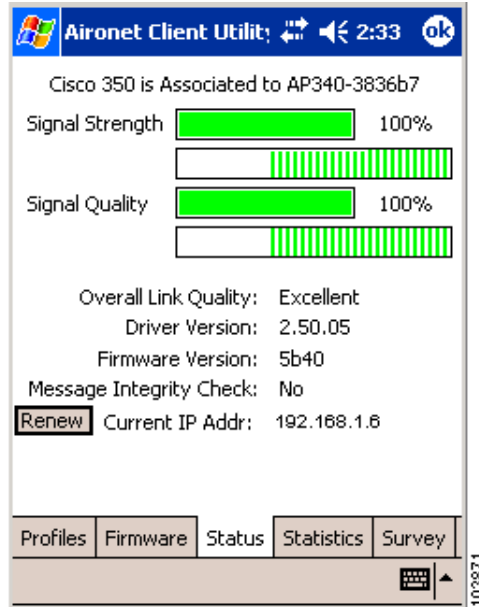 Aironet Client Utilit 2:33 ok
Cisco 350 is Associated to AP340-3836b7
Signal Strength 100%
Signal Quality 100%
Overall Link Quality: Excellent
Driver Version: 2.50.05
Firmware Version: 5b40
Message Integrity Check: No
Renew Current IP Addr: 192.168.1.6
Profiles Firmware Status Statistics Survey
103871